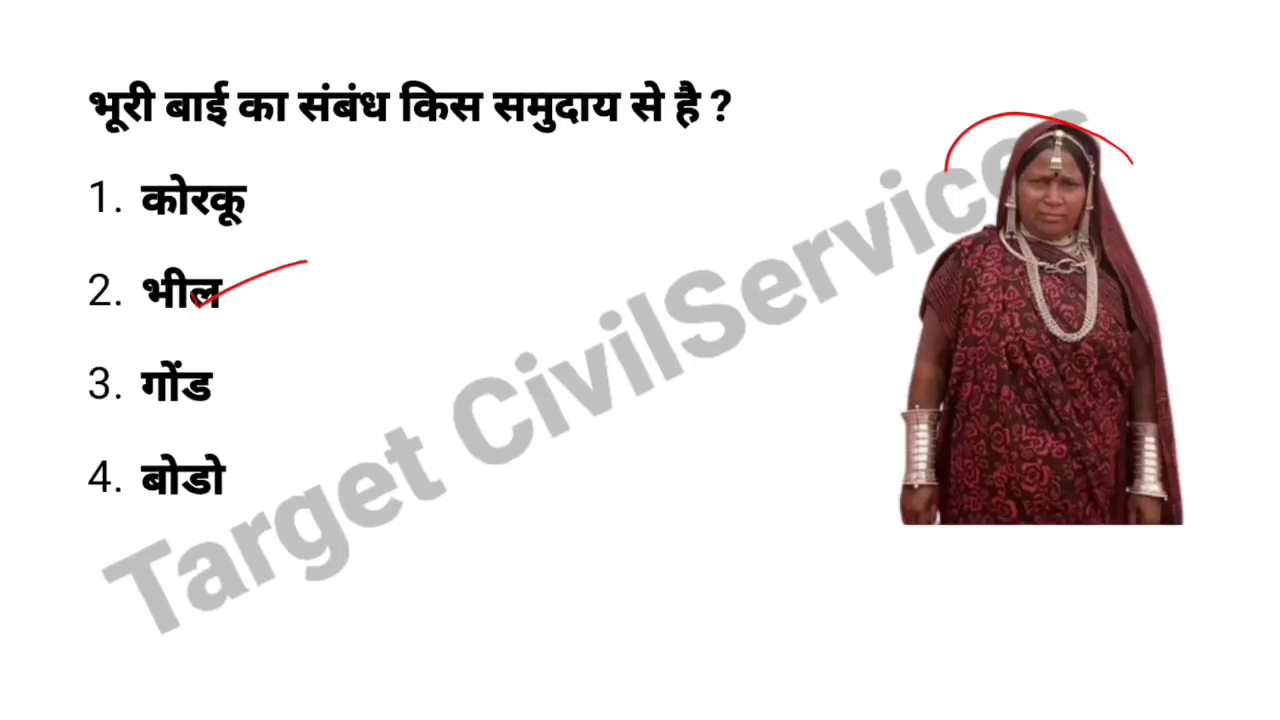 भूरी बाई का संबंध किस समुदाय से है ?
1. कोरकू
2. भील
3. गोंड
4. बोडो
Target CivilServices